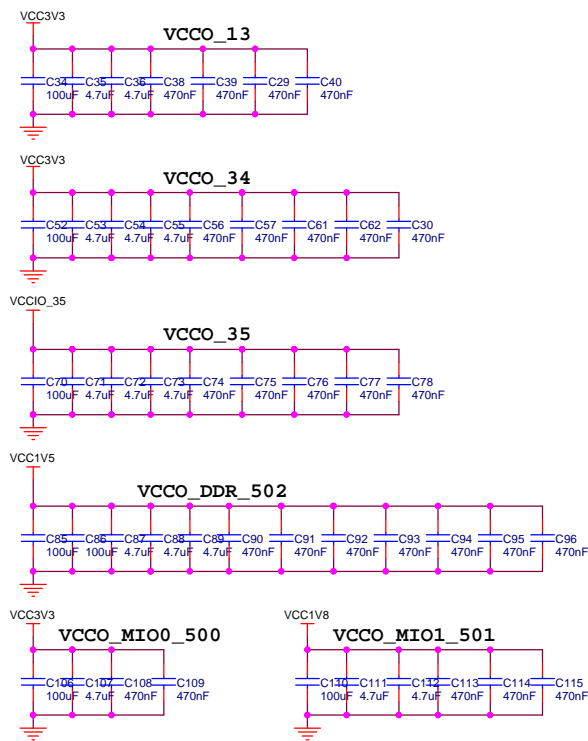 VCC3V3
VCCO_13
C34 C35 C36 C38 C39 C29 C40
100uF 4.7uF 4.7uF 470nF 470nF 470nF 470nF
VCC3V3
VCCO_34
C52 C53 C54 C55 C56 C57 C61 C62 C30
100uF 4.7uF 4.7uF 4.7uF 470nF 470nF 470nF 470nF 470nF
VCCIO_35
VCCO_35
C70 C71 C72 C73 C74 C75 C76 C77 C78
100uF 4.7uF 4.7uF 4.7uF 470nF 470nF 470nF 470nF 470nF
VCC1V5
VCCO_DDR_502
C85 C86 C87 C88 C89 C90 C91 C92 C93 C94 C95 C96
100uF 100uF 4.7uF 4.7uF 4.7uF 470nF 470nF 470nF 470nF 470nF 470nF 470nF
VCC3V3
VCCO_MIO0_500
C106 C107 C108 C109
100uF 4.7uF 470nF 470nF
VCC1V8
VCCO_MIO1_501
C110 C111 C112 C113 C114 C115
100uF 4.7uF 4.7uF 470nF 470nF 470nF